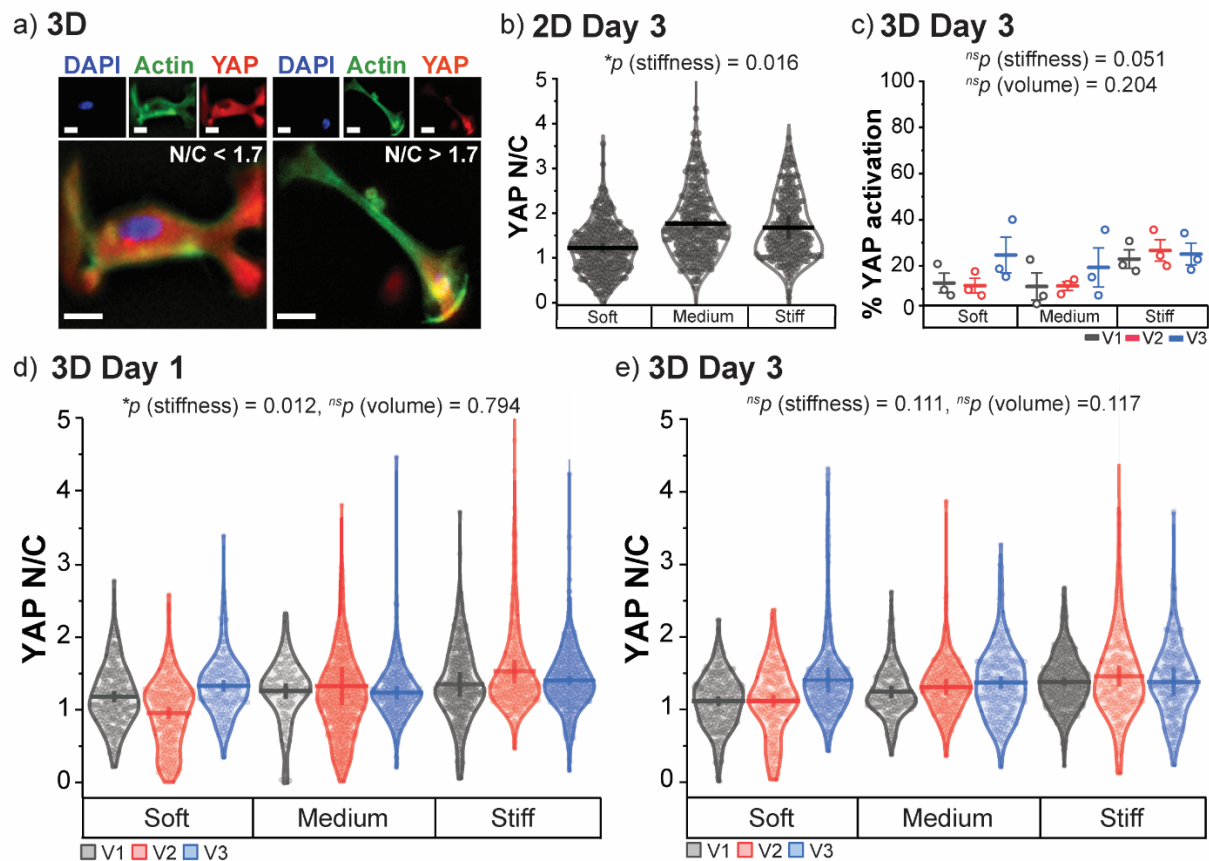 a) 3D
DAPI Actin YAP DAPI Actin YAP
N/C < 1.7 N/C > 1.7
b) 2D Day 3
*p (stiffness) = 0.016
YAP N/C
5
4
3
2
1
0
Soft Medium Stiff
c) 3D Day 3
nsp (stiffness) = 0.051
nsp (volume) = 0.204
% YAP activation
100
80
60
40
20
0
Soft Medium Stiff
V1 V2 V3
d) 3D Day 1
*p (stiffness) = 0.012, nsp (volume) = 0.794
YAP N/C
5
4
3
2
1
0
Soft Medium Stiff
V1 V2 V3
e) 3D Day 3
nsp (stiffness) = 0.111, nsp (volume) =0.117
YAP N/C
5
4
3
2
1
0
Soft Medium Stiff
V1 V2 V3